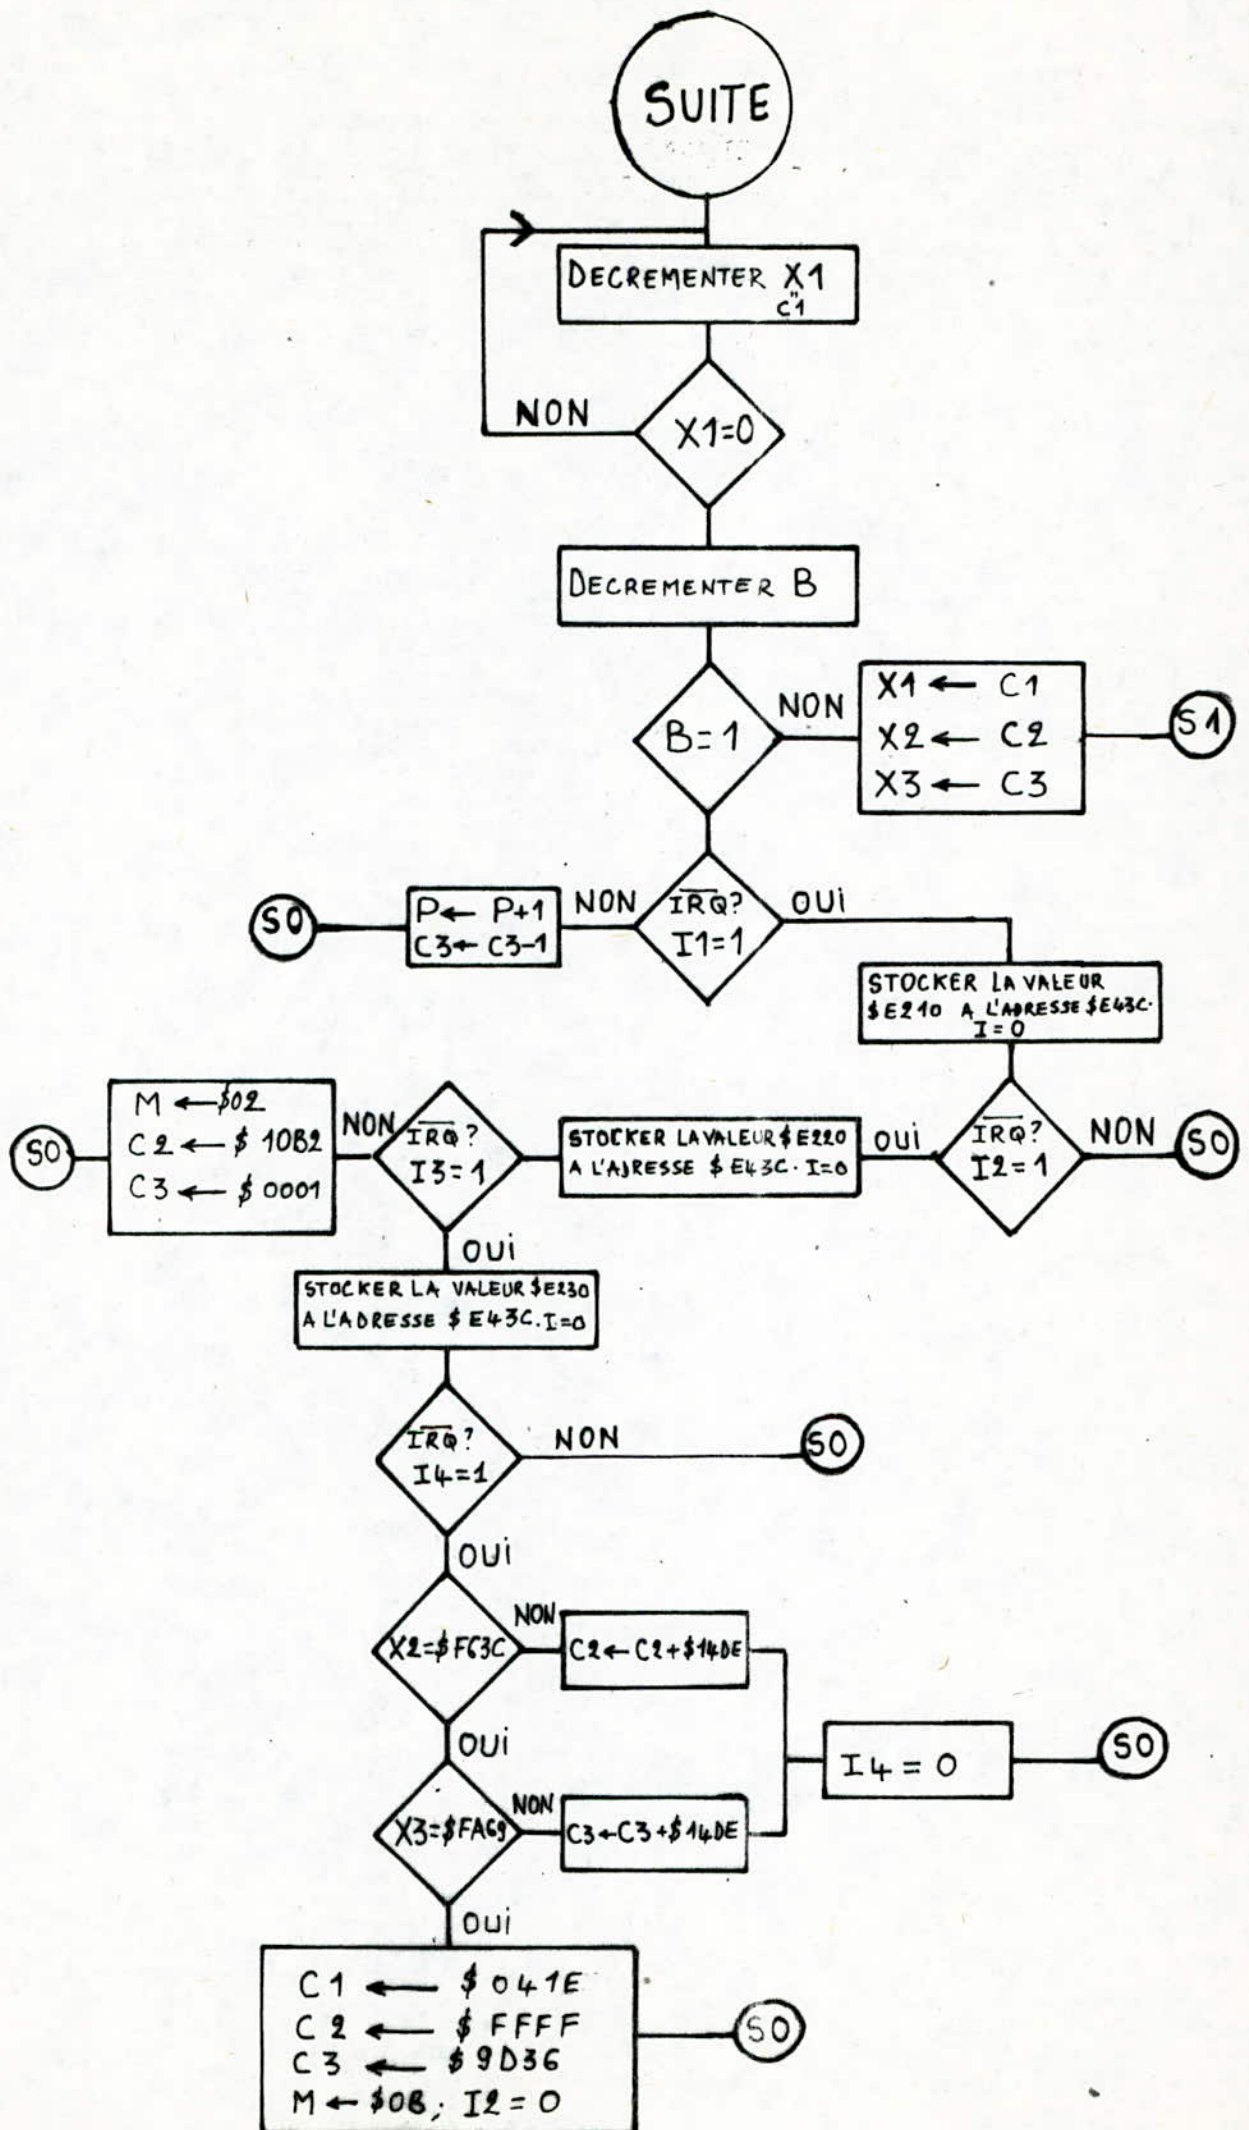 SUITE
DECREMENTER X1
C"1
NON
X1=0
DECREMENTER B
B=1
NON
X1 ← C1
X2 ← C2
X3 ← C3
S1
S0
P ← P+1
C3 ← C3-1
NON
IRQ?
I1=1
OUI
STOCKER LA VALEUR
$E210 A L'ADRESSE $E43C.
I=0
S0
M ← $02
C2 ← $10B2
C3 ← $0001
NON
IRQ?
I3=1
STOCKER LA VALEUR $E220
A L'ADRESSE $E43C. I=0
OUI
IRQ?
I2=1
NON
S0
OUI
STOCKER LA VALEUR $E230
A L'ADRESSE $E43C. I=0
IRQ?
I4=1
NON
S0
OUI
X2=$F63C
NON
C2 ← C2+$14DE
OUI
I4=0
S0
X3=$FA69
NON
C3 ← C3+$14DE
OUI
C1 ← $041E
C2 ← $FFFF
C3 ← $9D36
M ← $0B; I2=0
S0